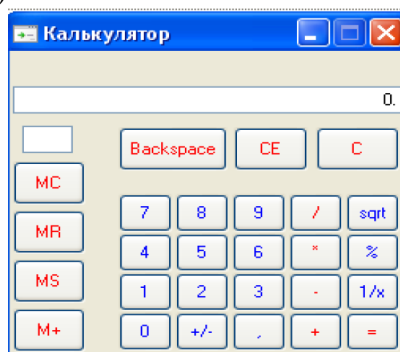 Калькулятор
0.
Backspace CE C
MC 7 8 9 / sqrt
MR 4 5 6 * %
MS 1 2 3 - 1/x
M+ 0 +/- , + =